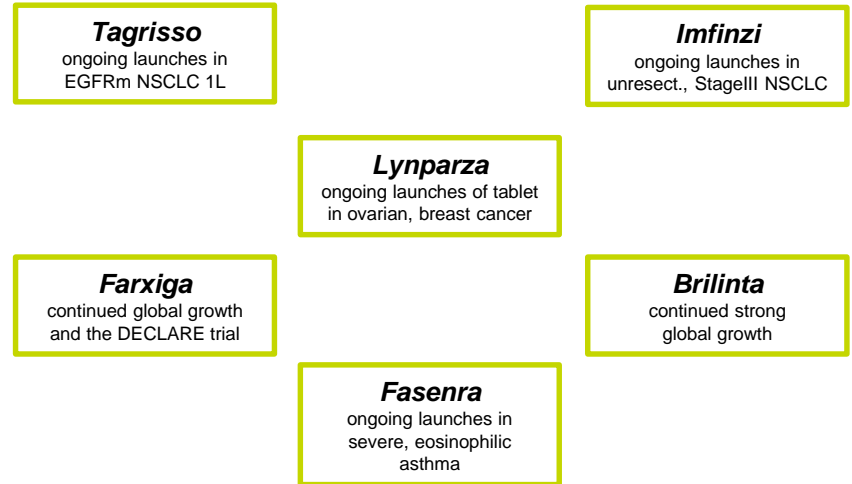 Tagrisso
ongoing launches in
EGFRm NSCLC 1L
Imfinzi
ongoing launches in
unresect., StageIII NSCLC
Lynparza
ongoing launches of tablet
in ovarian, breast cancer
Farxiga
continued global growth
and the DECLARE trial
Brilinta
continued strong
global growth
Fasenra
ongoing launches in
severe, eosinophilic
asthma